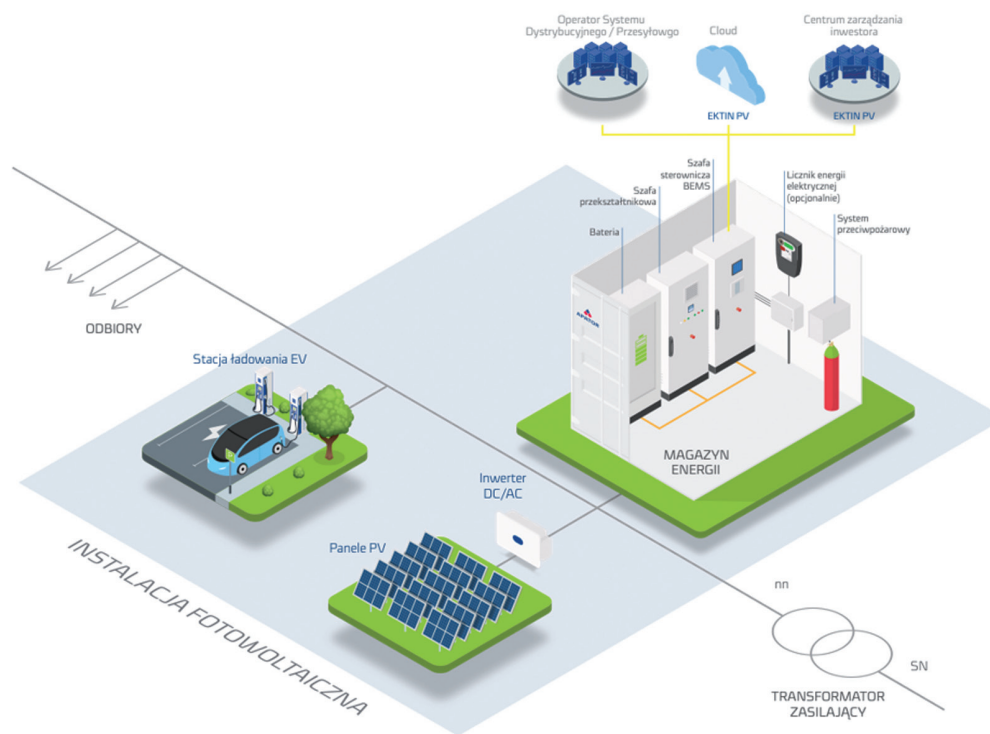 Operator Systemu
Dystrybucyjnego / Przesyłowgo
Cloud
Centrum zarządzania
inwestora
EKTIN PV
EKTIN PV
Szafa
sterownicza
BEMS
Szafa
przekształtnikowa
Bateria
Licznik energii
elektrycznej
(opcjonalnie)
System
przeciwpożarowy
APATOR
ODBIORY
Stacja ładowania EV
MAGAZYN
ENERGII
Inwerter
DC/AC
Panele PV
INSTALACJA FOTOWOLTAICZNA
nn
SN
TRANSFORMATOR
ZASILAJĄCY